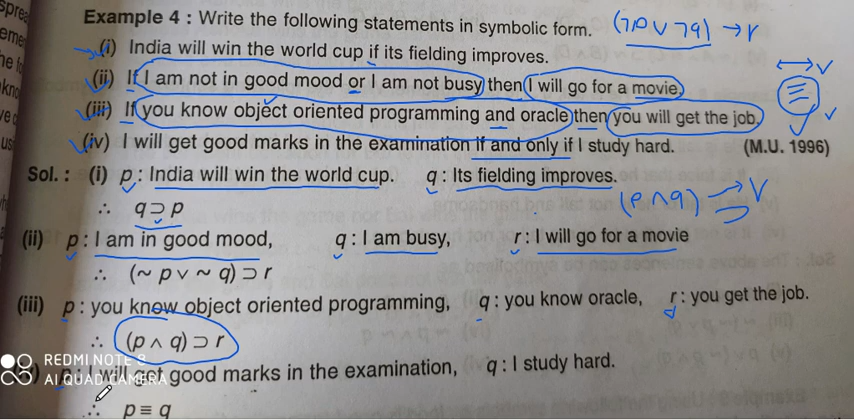 Example 4 : Write the following statements in symbolic form. (¬p ∨ ¬q) → r
(i) India will win the world cup if its fielding improves.
(ii) If I am not in good mood or I am not busy then I will go for a movie.
(iii) If you know object oriented programming and oracle then you will get the job.
(iv) I will get good marks in the examination if and only if I study hard. (M.U. 1996)
Sol. : (i) p : India will win the world cup. q : Its fielding improves.
∴ q ⊃ p (p ∧ q) → r
⊃
(ii) p : I am in good mood, q : I am busy, r : I will go for a movie
∴ (~ p ∨ ~ q) ⊃ r
(iii) p : you know object oriented programming, q : you know oracle, r : you get the job.
∴ (p ∧ q) ⊃ r
REDMI NOTE 8
AI QUAD CAMERA
) p : I will get good marks in the examination, q : I study hard.
∴ p ≡ q